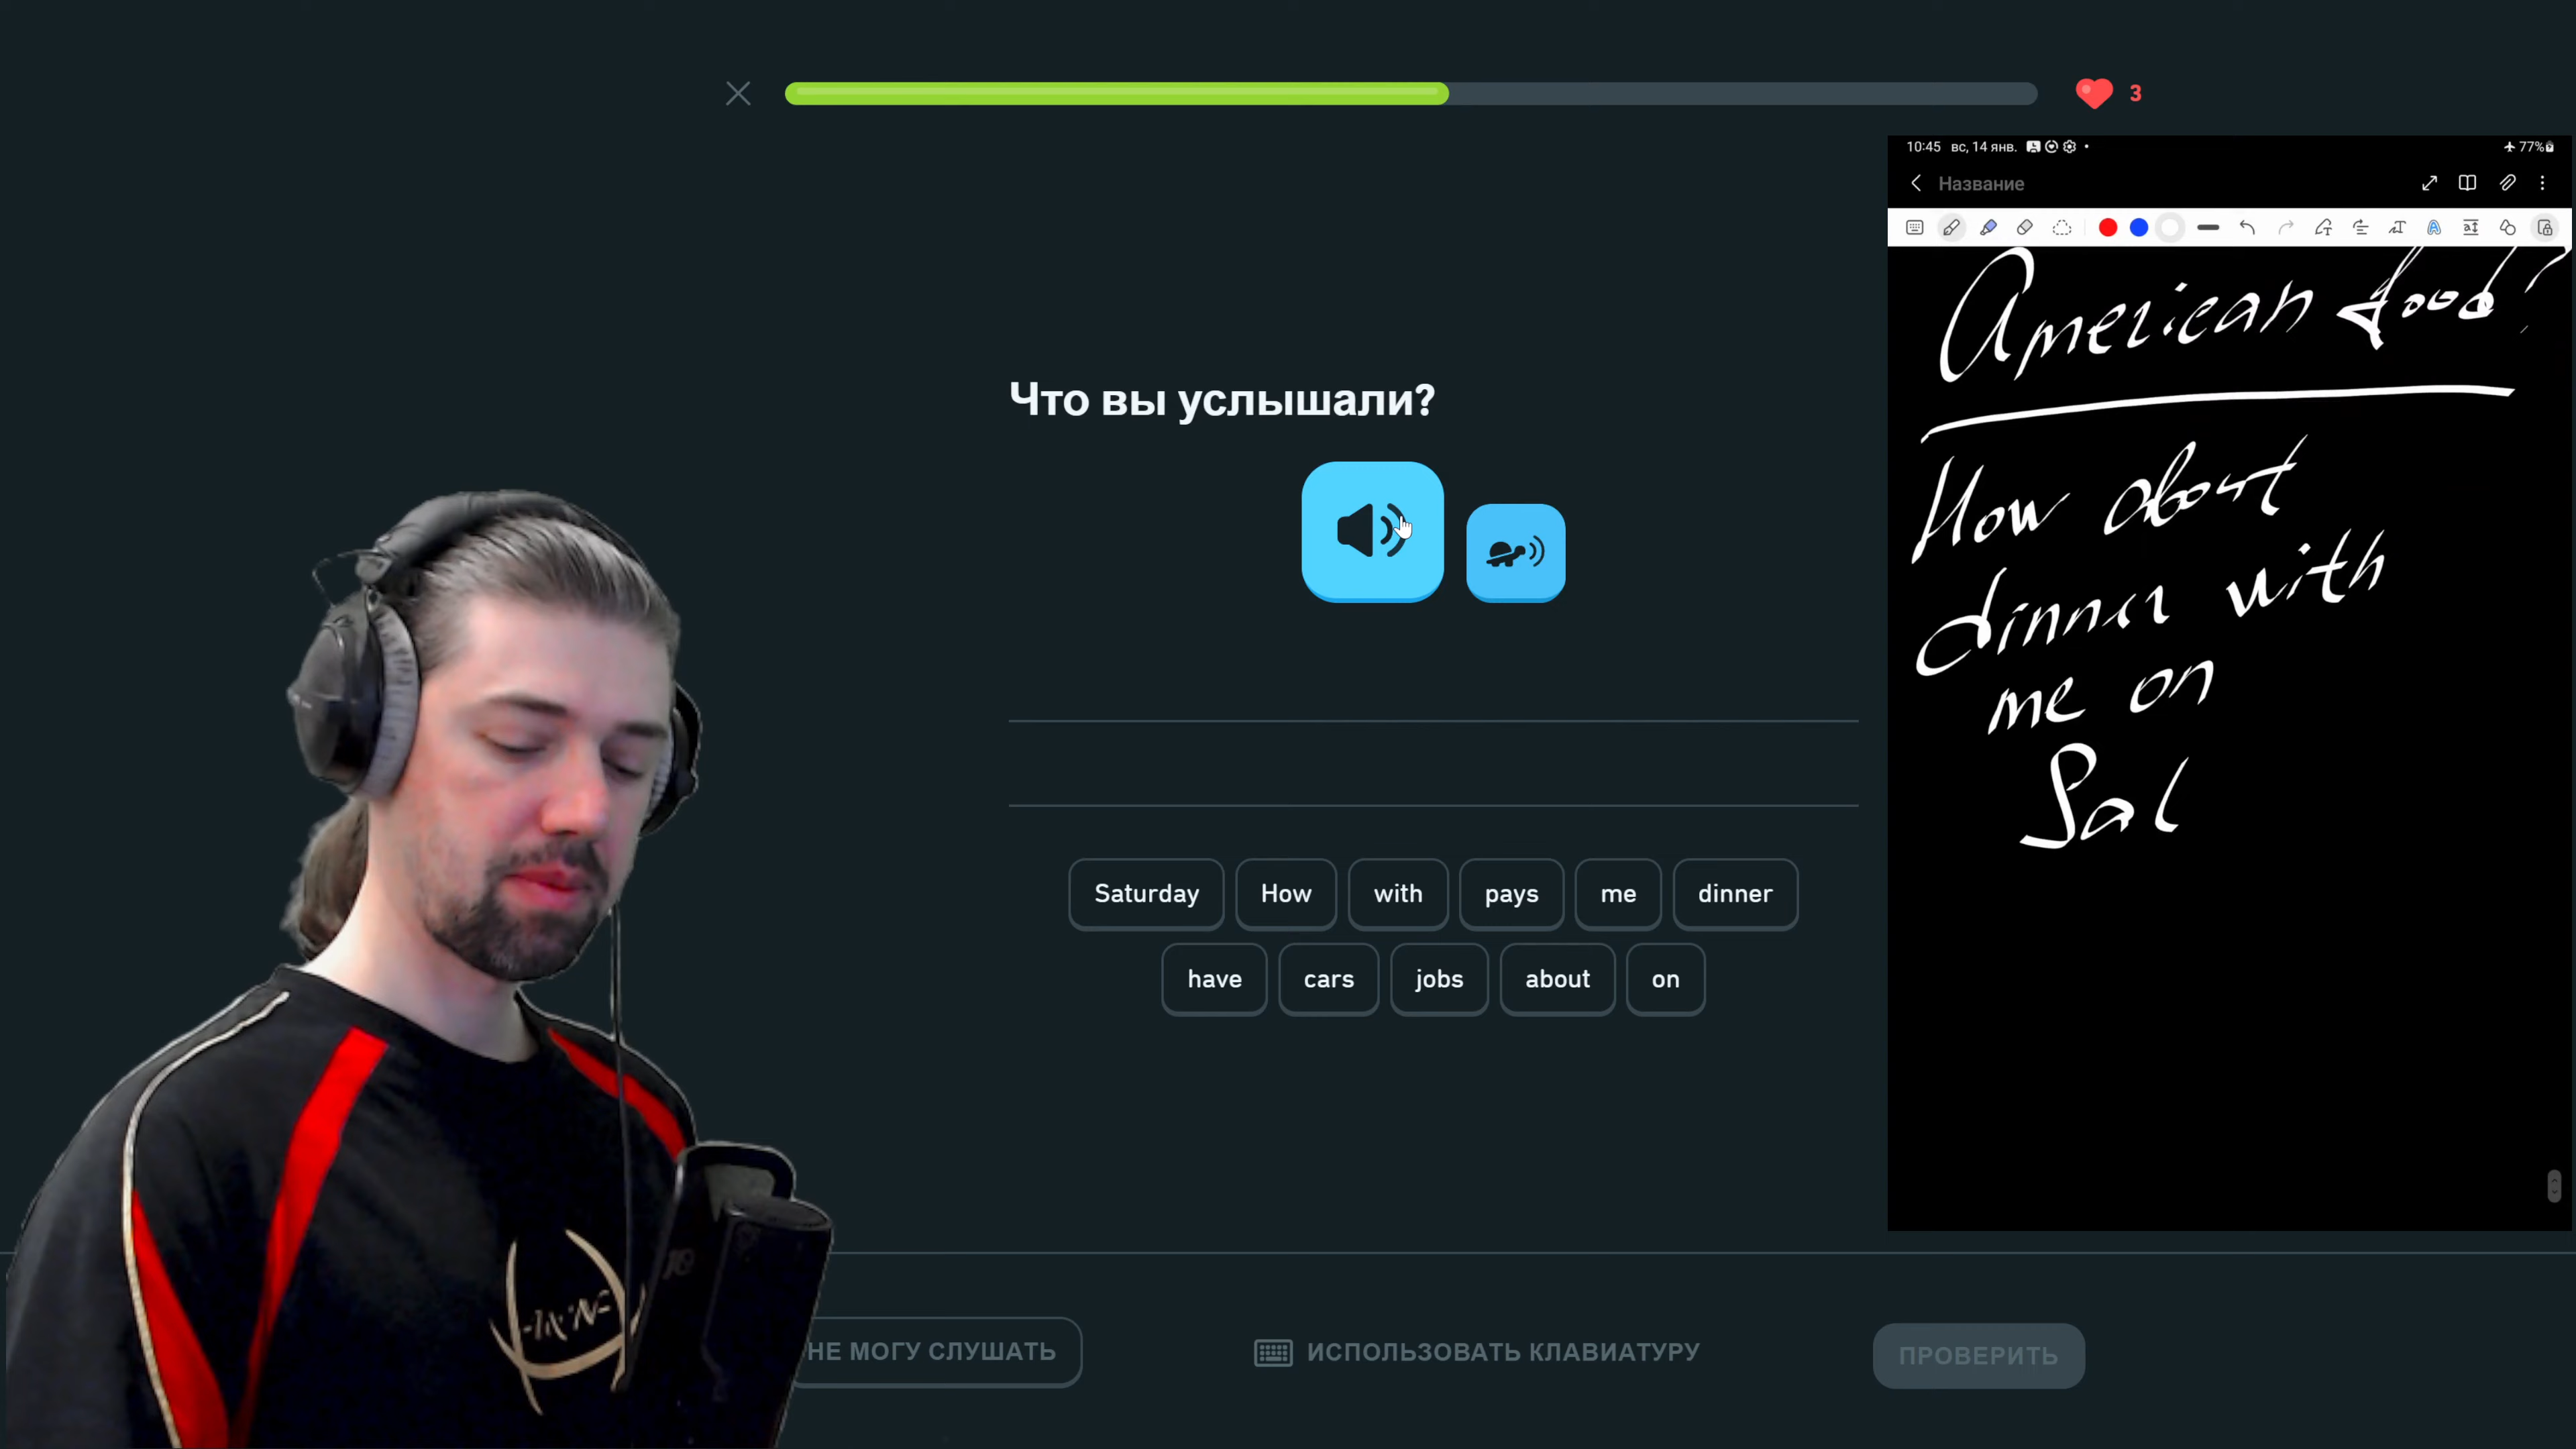 3
10:45 вс, 14 янв. 77%
Название
American food?
Что вы услышали?
How about
dinner with
me on
Sat
Saturday How with pays me dinner
have cars jobs about on
НЕ МОГУ СЛУШАТЬ
ИСПОЛЬЗОВАТЬ КЛАВИАТУРУ
ПРОВЕРИТЬ